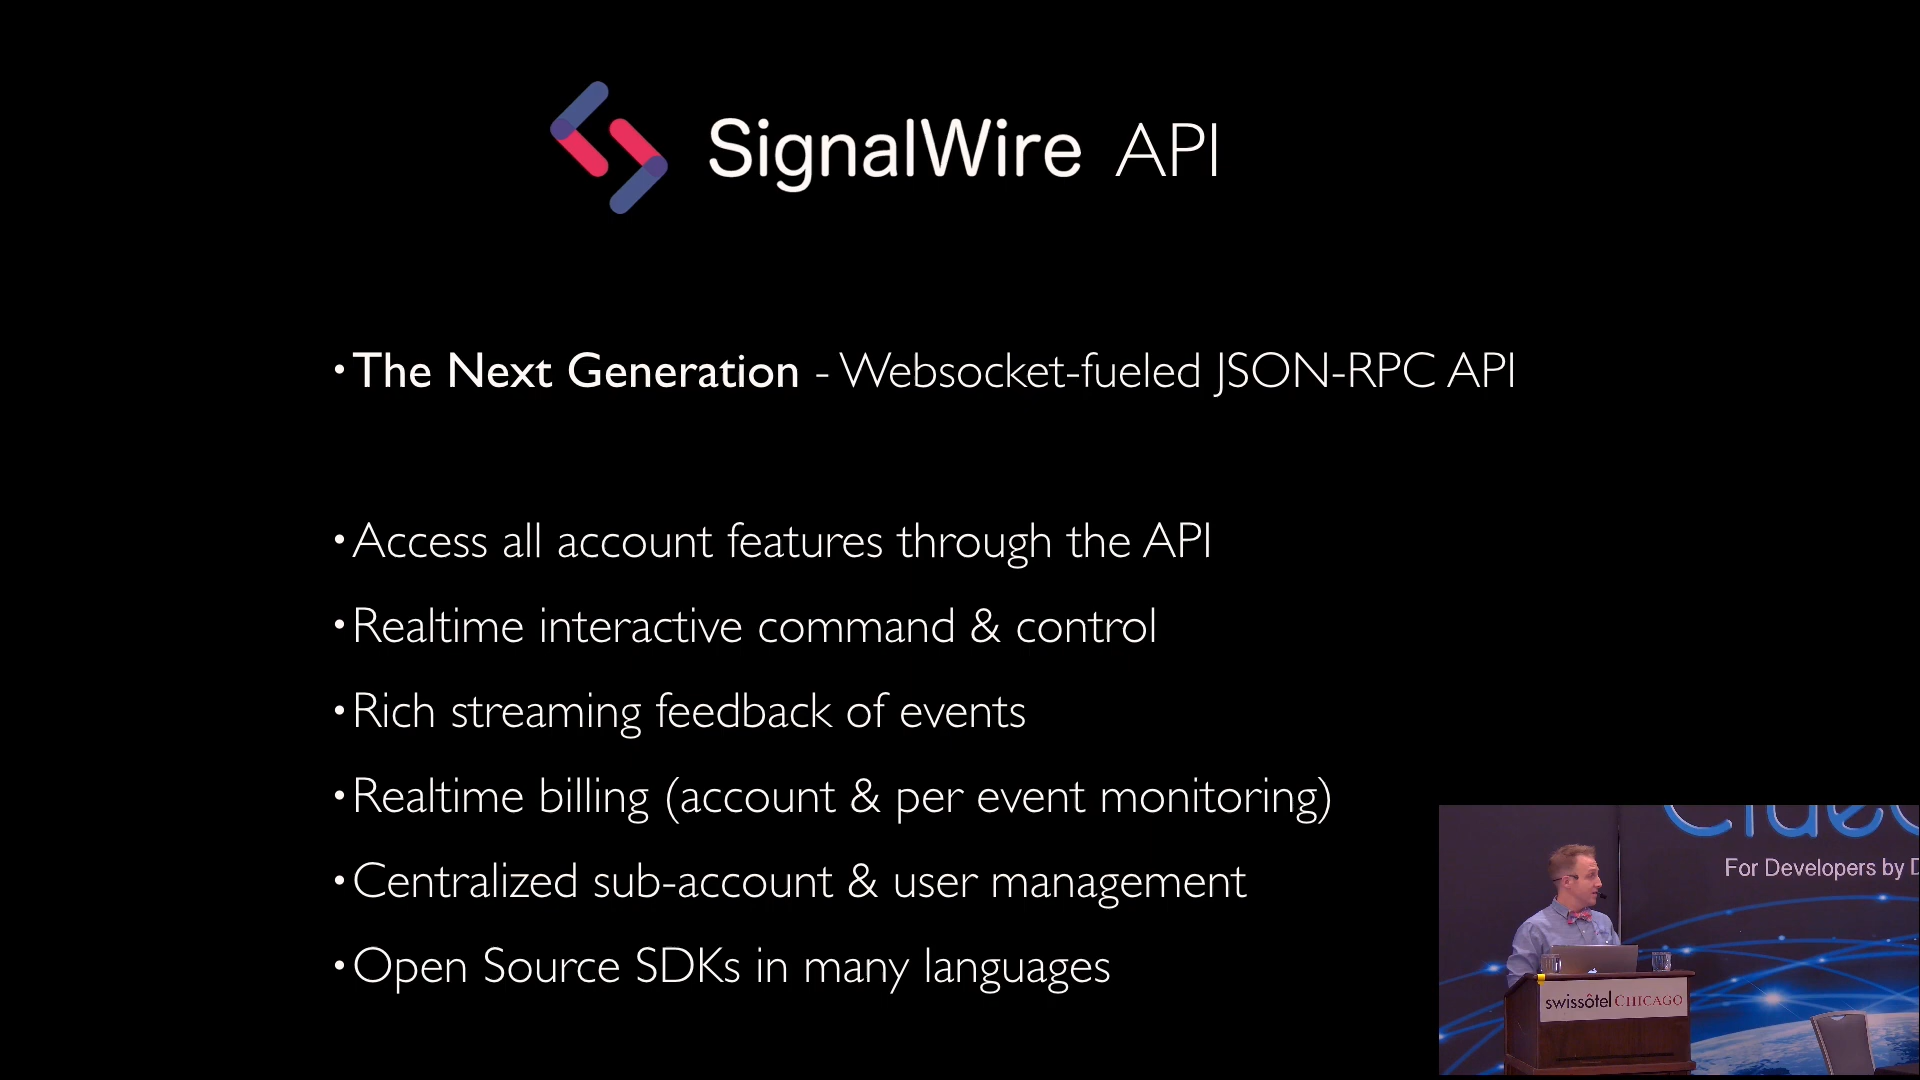 SignalWire API
• The Next Generation - Websocket-fueled JSON-RPC API
• Access all account features through the API
• Realtime interactive command & control
• Rich streaming feedback of events
• Realtime billing (account & per event monitoring)
• Centralized sub-account & user management
• Open Source SDKs in many languages
For Developers by D
swissôtel CHICAGO